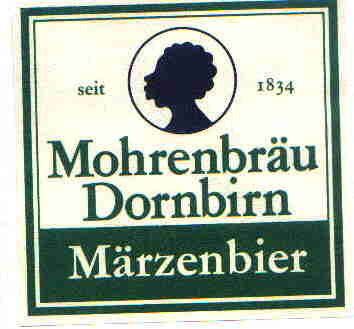 seit 1834
Mohrenbräu
Dornbirn
Märzenbier